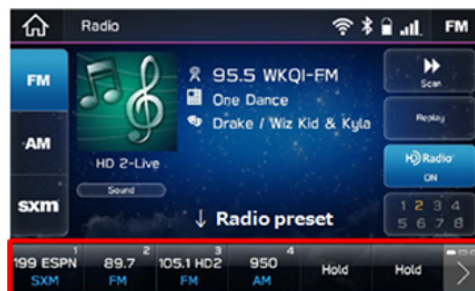 Radio
FM
FM
95.5 WKQI-FM
Scan
One Dance
Replay
AM
Drake / Wiz Kid & Kyla
HD 2-Live
HD Radio
ON
Sound
sxm
↓ Radio preset
1 2 3 4
5 6 7 8
1 2 3 4
199 ESPN 89.7 105.1 HD2 950 Hold Hold
SXM FM FM AM